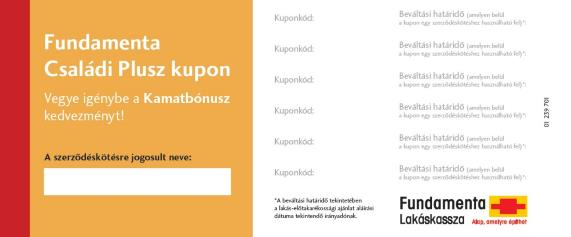 Fundamenta
Családi Plusz kupon
Vegye igénybe a Kamatbónusz
kedvezményt!
A szerződéskötésre jogosult neve:
Kuponkód:
Beváltási határidő (amelyen belül
a kupon egy szerződéskötéshez használható fel)*:
Kuponkód:
Beváltási határidő (amelyen belül
a kupon egy szerződéskötéshez használható fel)*:
Kuponkód:
Beváltási határidő (amelyen belül
a kupon egy szerződéskötéshez használható fel)*:
Kuponkód:
Beváltási határidő (amelyen belül
a kupon egy szerződéskötéshez használható fel)*:
Kuponkód:
Beváltási határidő (amelyen belül
a kupon egy szerződéskötéshez használható fel)*:
Kuponkód:
Beváltási határidő (amelyen belül
a kupon egy szerződéskötéshez használható fel)*:
*A beváltási határidő tekintetében
a lakás-előtakarékossági ajánlat aláírási
dátuma tekintendő irányadónak.
Fundamenta
Lakáskassza
Alap, amelyre építhet
01 239 701